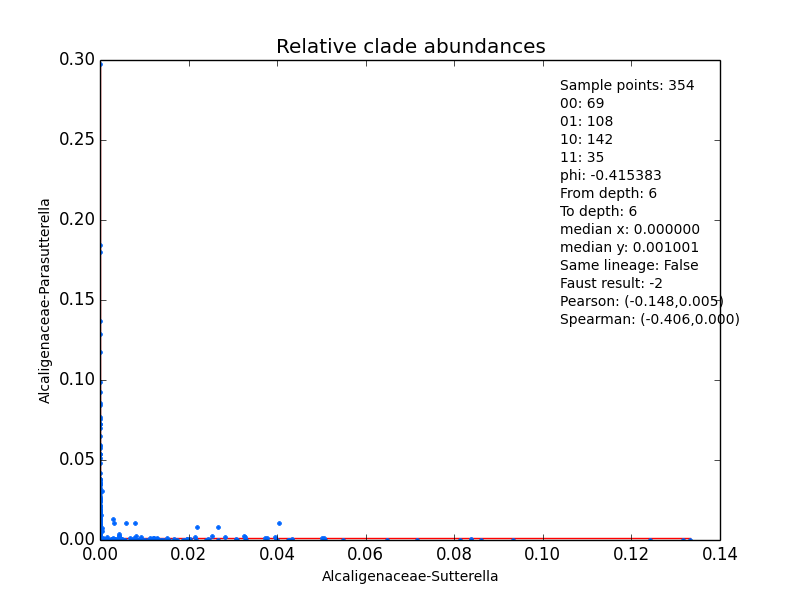 Relative clade abundances
0.30
0.25
0.20
0.15
0.10
0.05
0.00
Alcaligenaceae-Parasutterella
Sample points: 354
00: 69
01: 108
10: 142
11: 35
phi: -0.415383
From depth: 6
To depth: 6
median x: 0.000000
median y: 0.001001
Same lineage: False
Faust result: -2
Pearson: (-0.148,0.005)
Spearman: (-0.406,0.000)
0.00 0.02 0.04 0.06 0.08 0.10 0.12 0.14
Alcaligenaceae-Sutterella